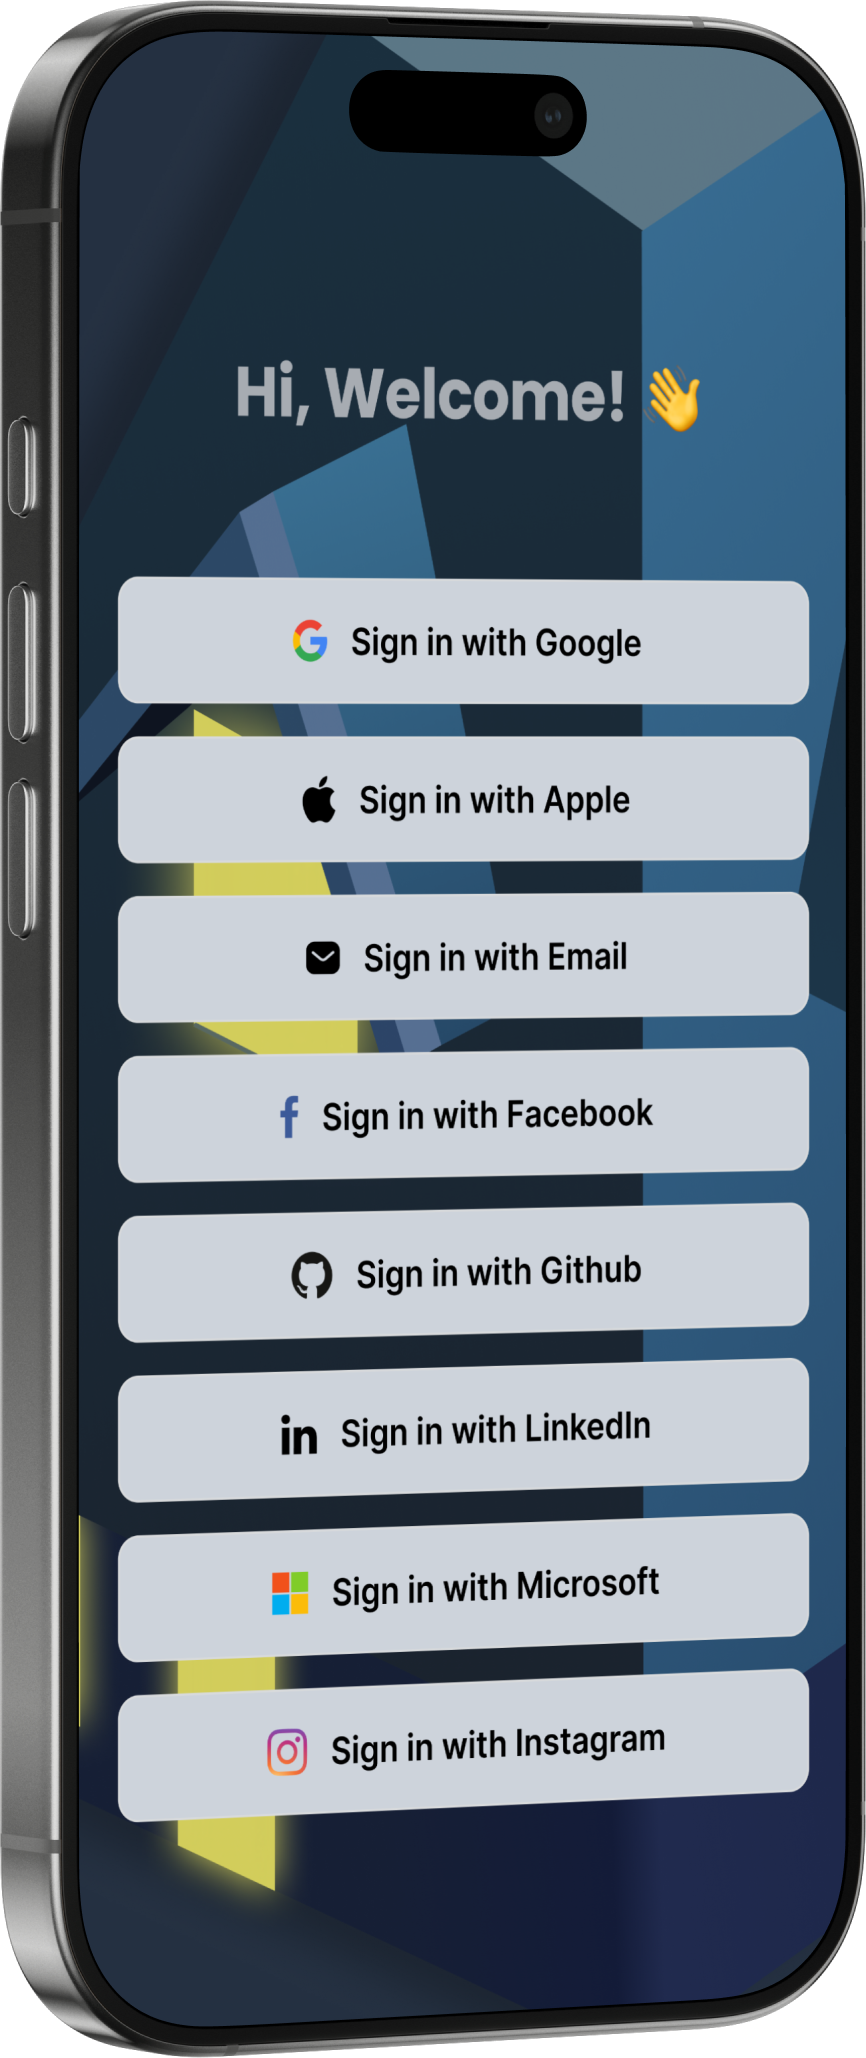 Hi, Welcome! 👋
Sign in with Google
Sign in with Apple
Sign in with Email
Sign in with Facebook
Sign in with Github
Sign in with LinkedIn
Sign in with Microsoft
Sign in with Instagram